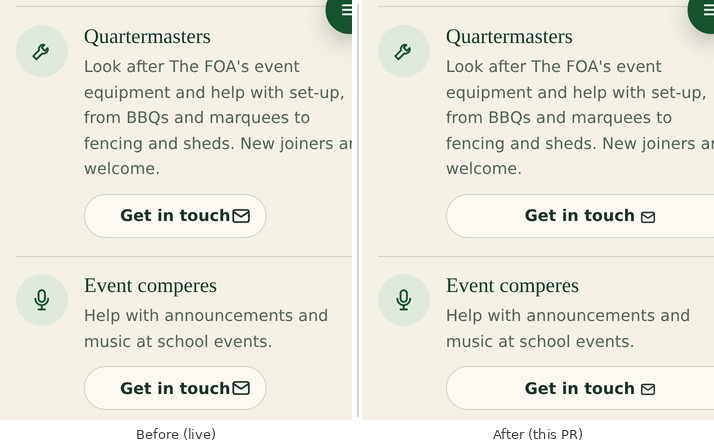 Quartermasters
Look after The FOA's event
equipment and help with set-up,
from BBQs and marquees to
fencing and sheds. New joiners
welcome.
Get in touch
Event comperes
Help with announcements and
music at school events.
Get in touch
Before (live)
Quartermasters
Look after The FOA's event
equipment and help with set-up,
from BBQs and marquees to
fencing and sheds. New joiners
welcome.
Get in touch
Event comperes
Help with announcements and
music at school events.
Get in touch
After (this PR)